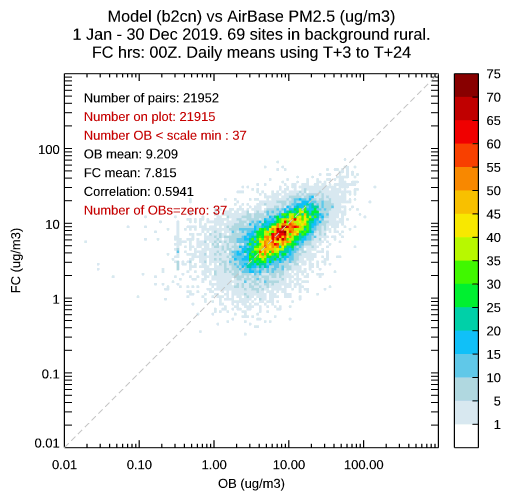 Model (b2cn) vs AirBase PM2.5 (ug/m3)
1 Jan - 30 Dec 2019. 69 sites in background rural.
FC hrs: 00Z. Daily means using T+3 to T+24
Number of pairs: 21952
Number on plot: 21915
Number OB < scale min : 37
OB mean: 9.209
FC mean: 7.815
Correlation: 0.5941
Number of OBs=zero: 37
FC (ug/m3)
100
10
1
0.1
0.01
0.01 0.10 1.00 10.00 100.00
OB (ug/m3)
75
70
65
60
55
50
45
40
35
30
25
20
15
10
5
1